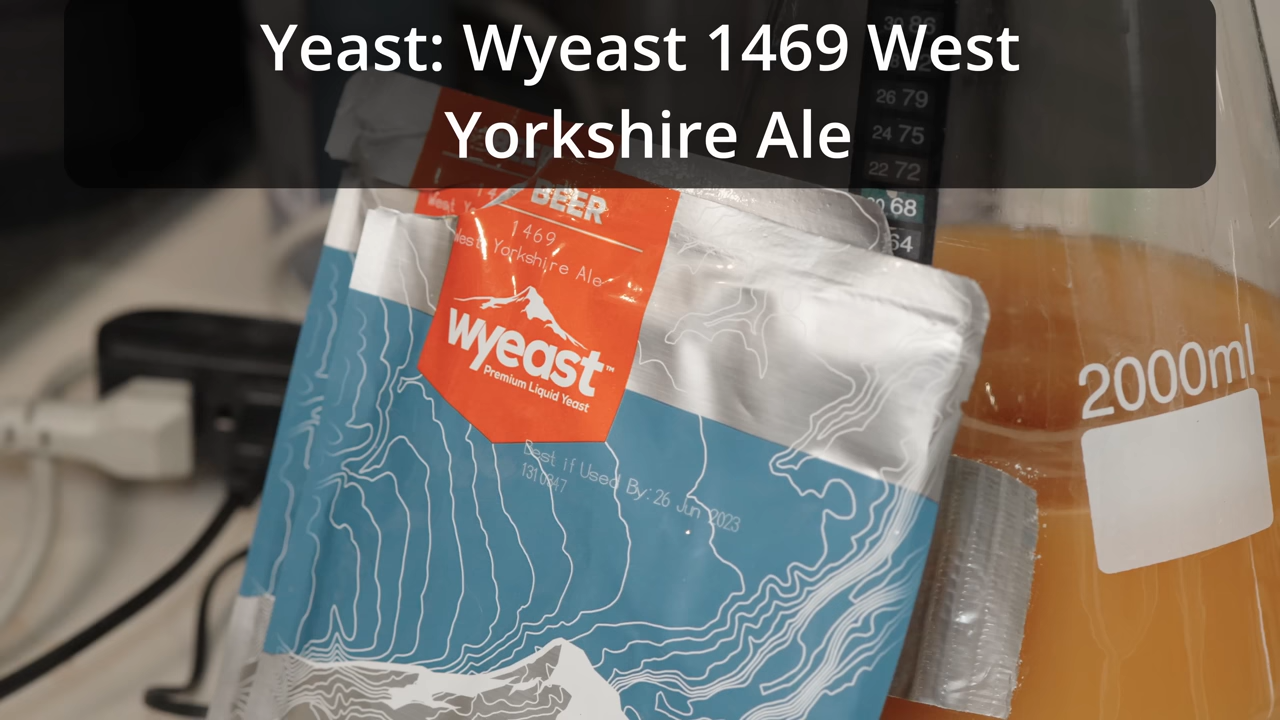 Yeast: Wyeast 1469 West
Yorkshire Ale
26 79
24 75
22 72
68
64
BEER
1469
West Yorkshire Ale
wyeast™
Premium Liquid Yeast
Best if Used By: 26 Jun 2023
2000ml